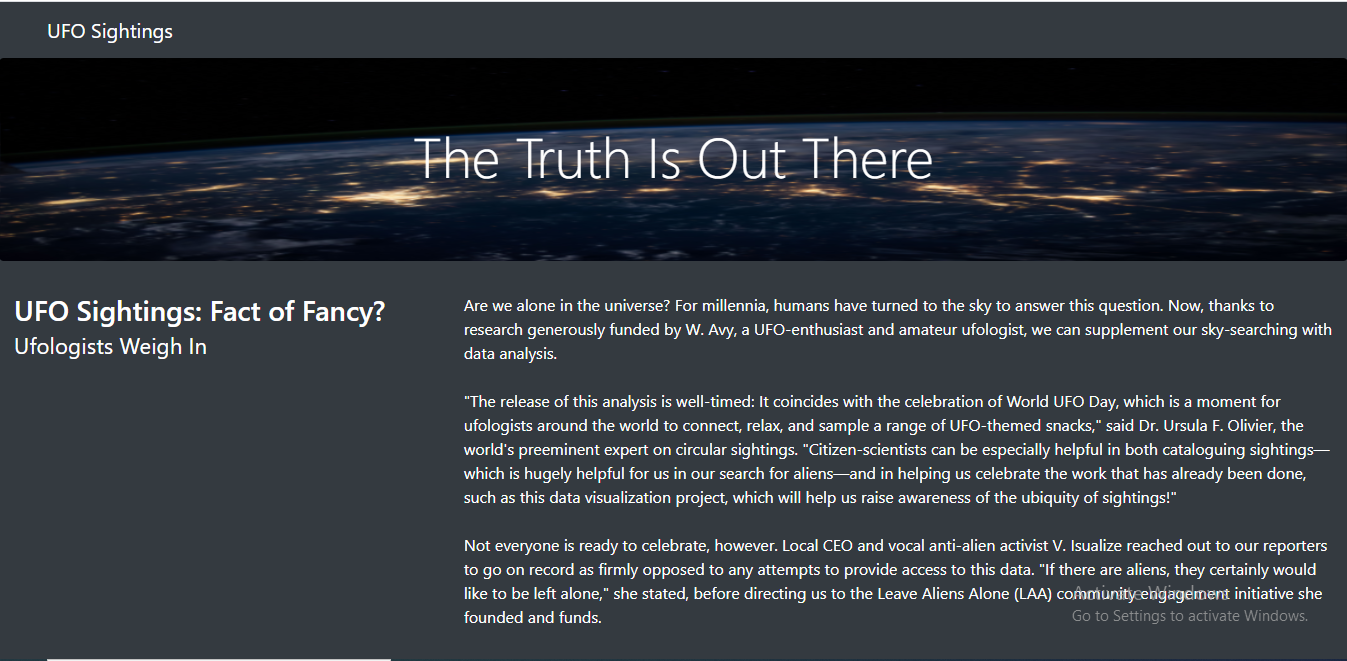 UFO Sightings
The Truth Is Out There
UFO Sightings: Fact of Fancy?
Ufologists Weigh In
Are we alone in the universe? For millennia, humans have turned to the sky to answer this question. Now, thanks to
research generously funded by W. Avy, a UFO-enthusiast and amateur ufologist, we can supplement our sky-searching with
data analysis.
"The release of this analysis is well-timed: It coincides with the celebration of World UFO Day, which is a moment for
ufologists around the world to connect, relax, and sample a range of UFO-themed snacks," said Dr. Ursula F. Olivier, the
world's preeminent expert on circular sightings. "Citizen-scientists can be especially helpful in both cataloguing sightings—
which is hugely helpful for us in our search for aliens—and in helping us celebrate the work that has already been done,
such as this data visualization project, which will help us raise awareness of the ubiquity of sightings!"
Not everyone is ready to celebrate, however. Local CEO and vocal anti-alien activist V. Isualize reached out to our reporters
to go on record as firmly opposed to any attempts to provide access to this data. "If there are aliens, they certainly would
like to be left alone," she stated, before directing us to the Leave Aliens Alone (LAA) community engagement initiative she
founded and funds.
Activate Windows
Go to Settings to activate Windows.